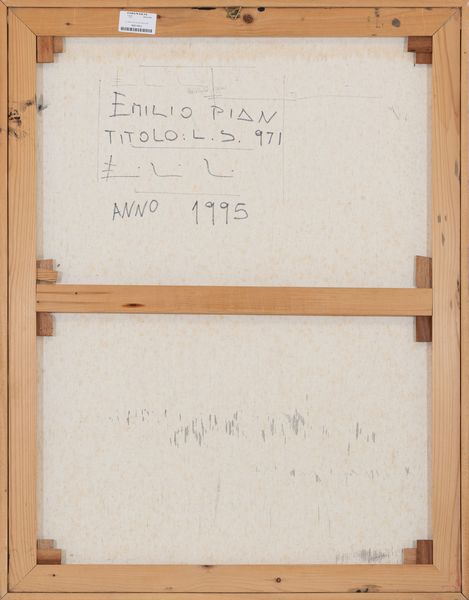 EMILIO PIAN
TITOLO: L. S. 971
ANNO 1995